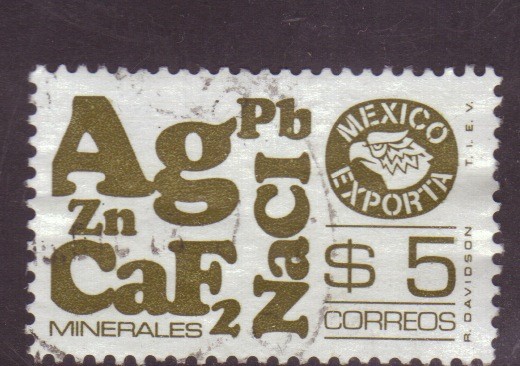 Ag
Pb
Zn
NaCl
CaF2
MINERALES
MEXICO
EXPORTA
$ 5
CORREOS
R. DAVIDSON T. I. E. V.